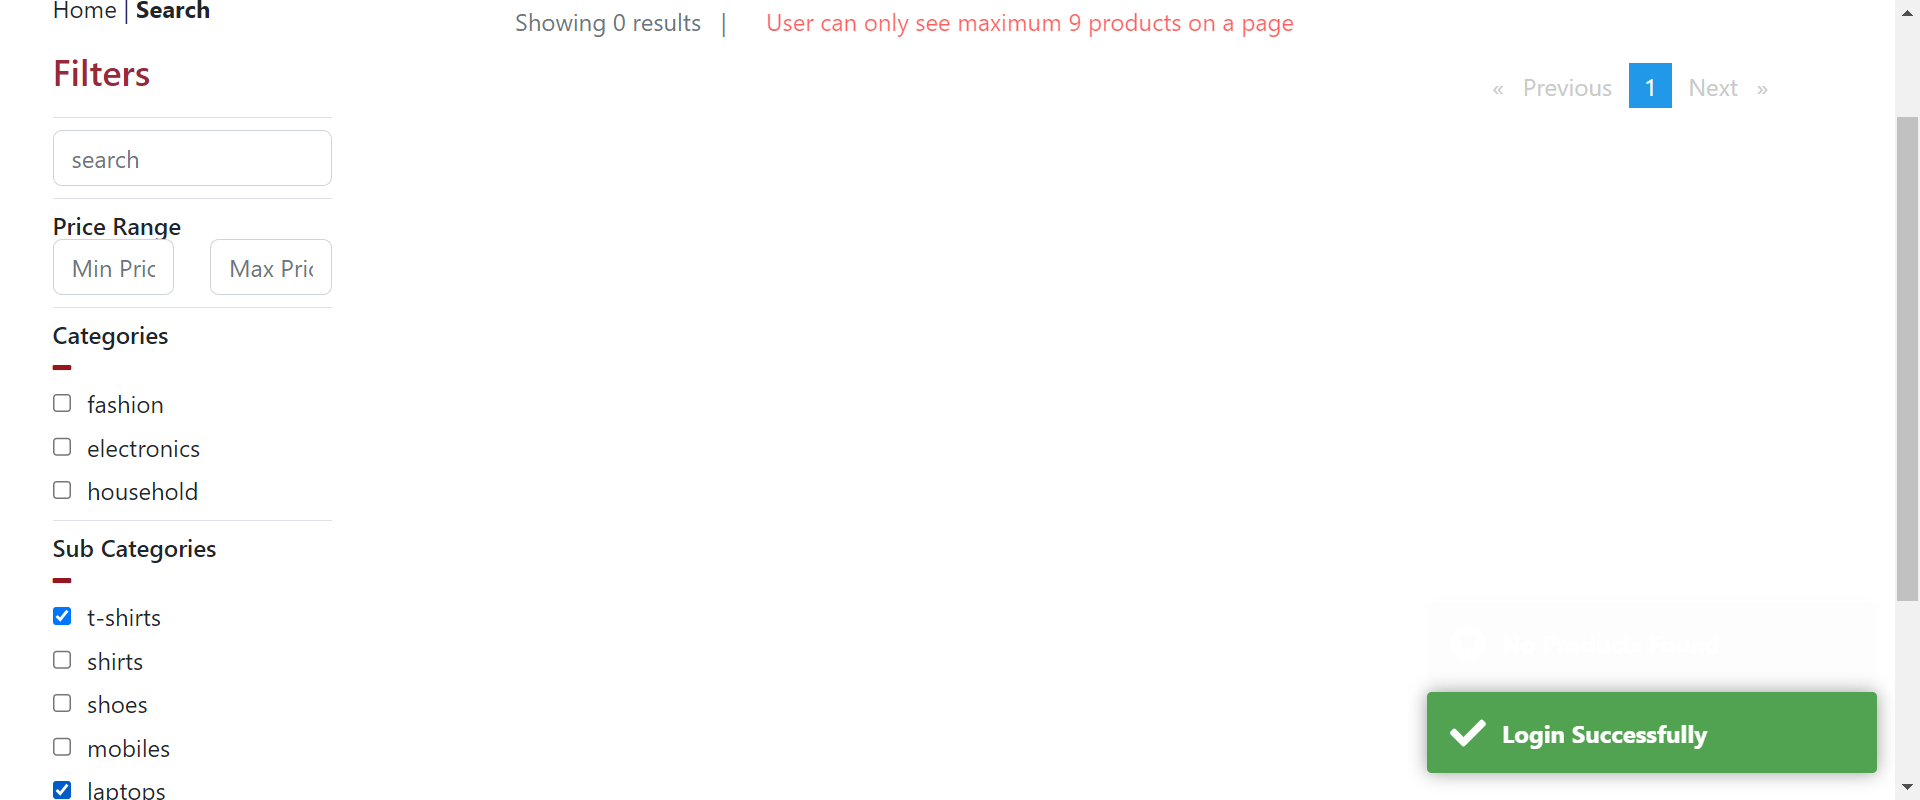 Home | Search
Showing 0 results | User can only see maximum 9 products on a page
« Previous 1 Next »
Filters
search
Price Range
Min Pric
Max Pric
Categories
fashion
electronics
household
Sub Categories
t-shirts
shirts
shoes
mobiles
laptops
Login Successfully